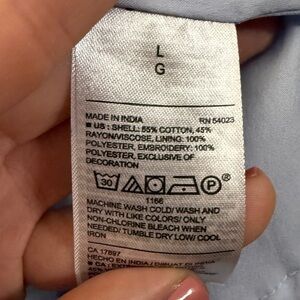 L
G
MADE IN INDIA RN 54023
■ US : SHELL: 55% COTTON, 45%
RAYON/VISCOSE, LINING: 100%
POLYESTER, EMBROIDERY: 100%
POLYESTER, EXCLUSIVE OF
DECORATION
30 P
1166
MACHINE WASH COLD/ WASH AND
DRY WITH LIKE COLORS/ ONLY
NON-CHLORINE BLEACH WHEN
NEEDED/ TUMBLE DRY LOW/ COOL
IRON
CA 17897
HECHO EN INDIA /